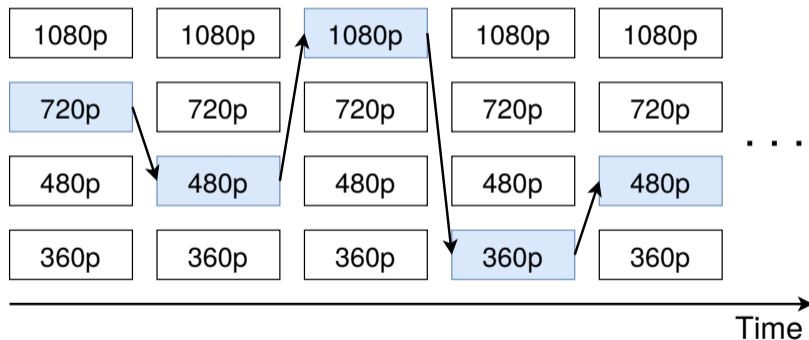 1080p 1080p 1080p 1080p 1080p
720p 720p 720p 720p 720p
. . .
480p 480p 480p 480p 480p
360p 360p 360p 360p 360p
Time